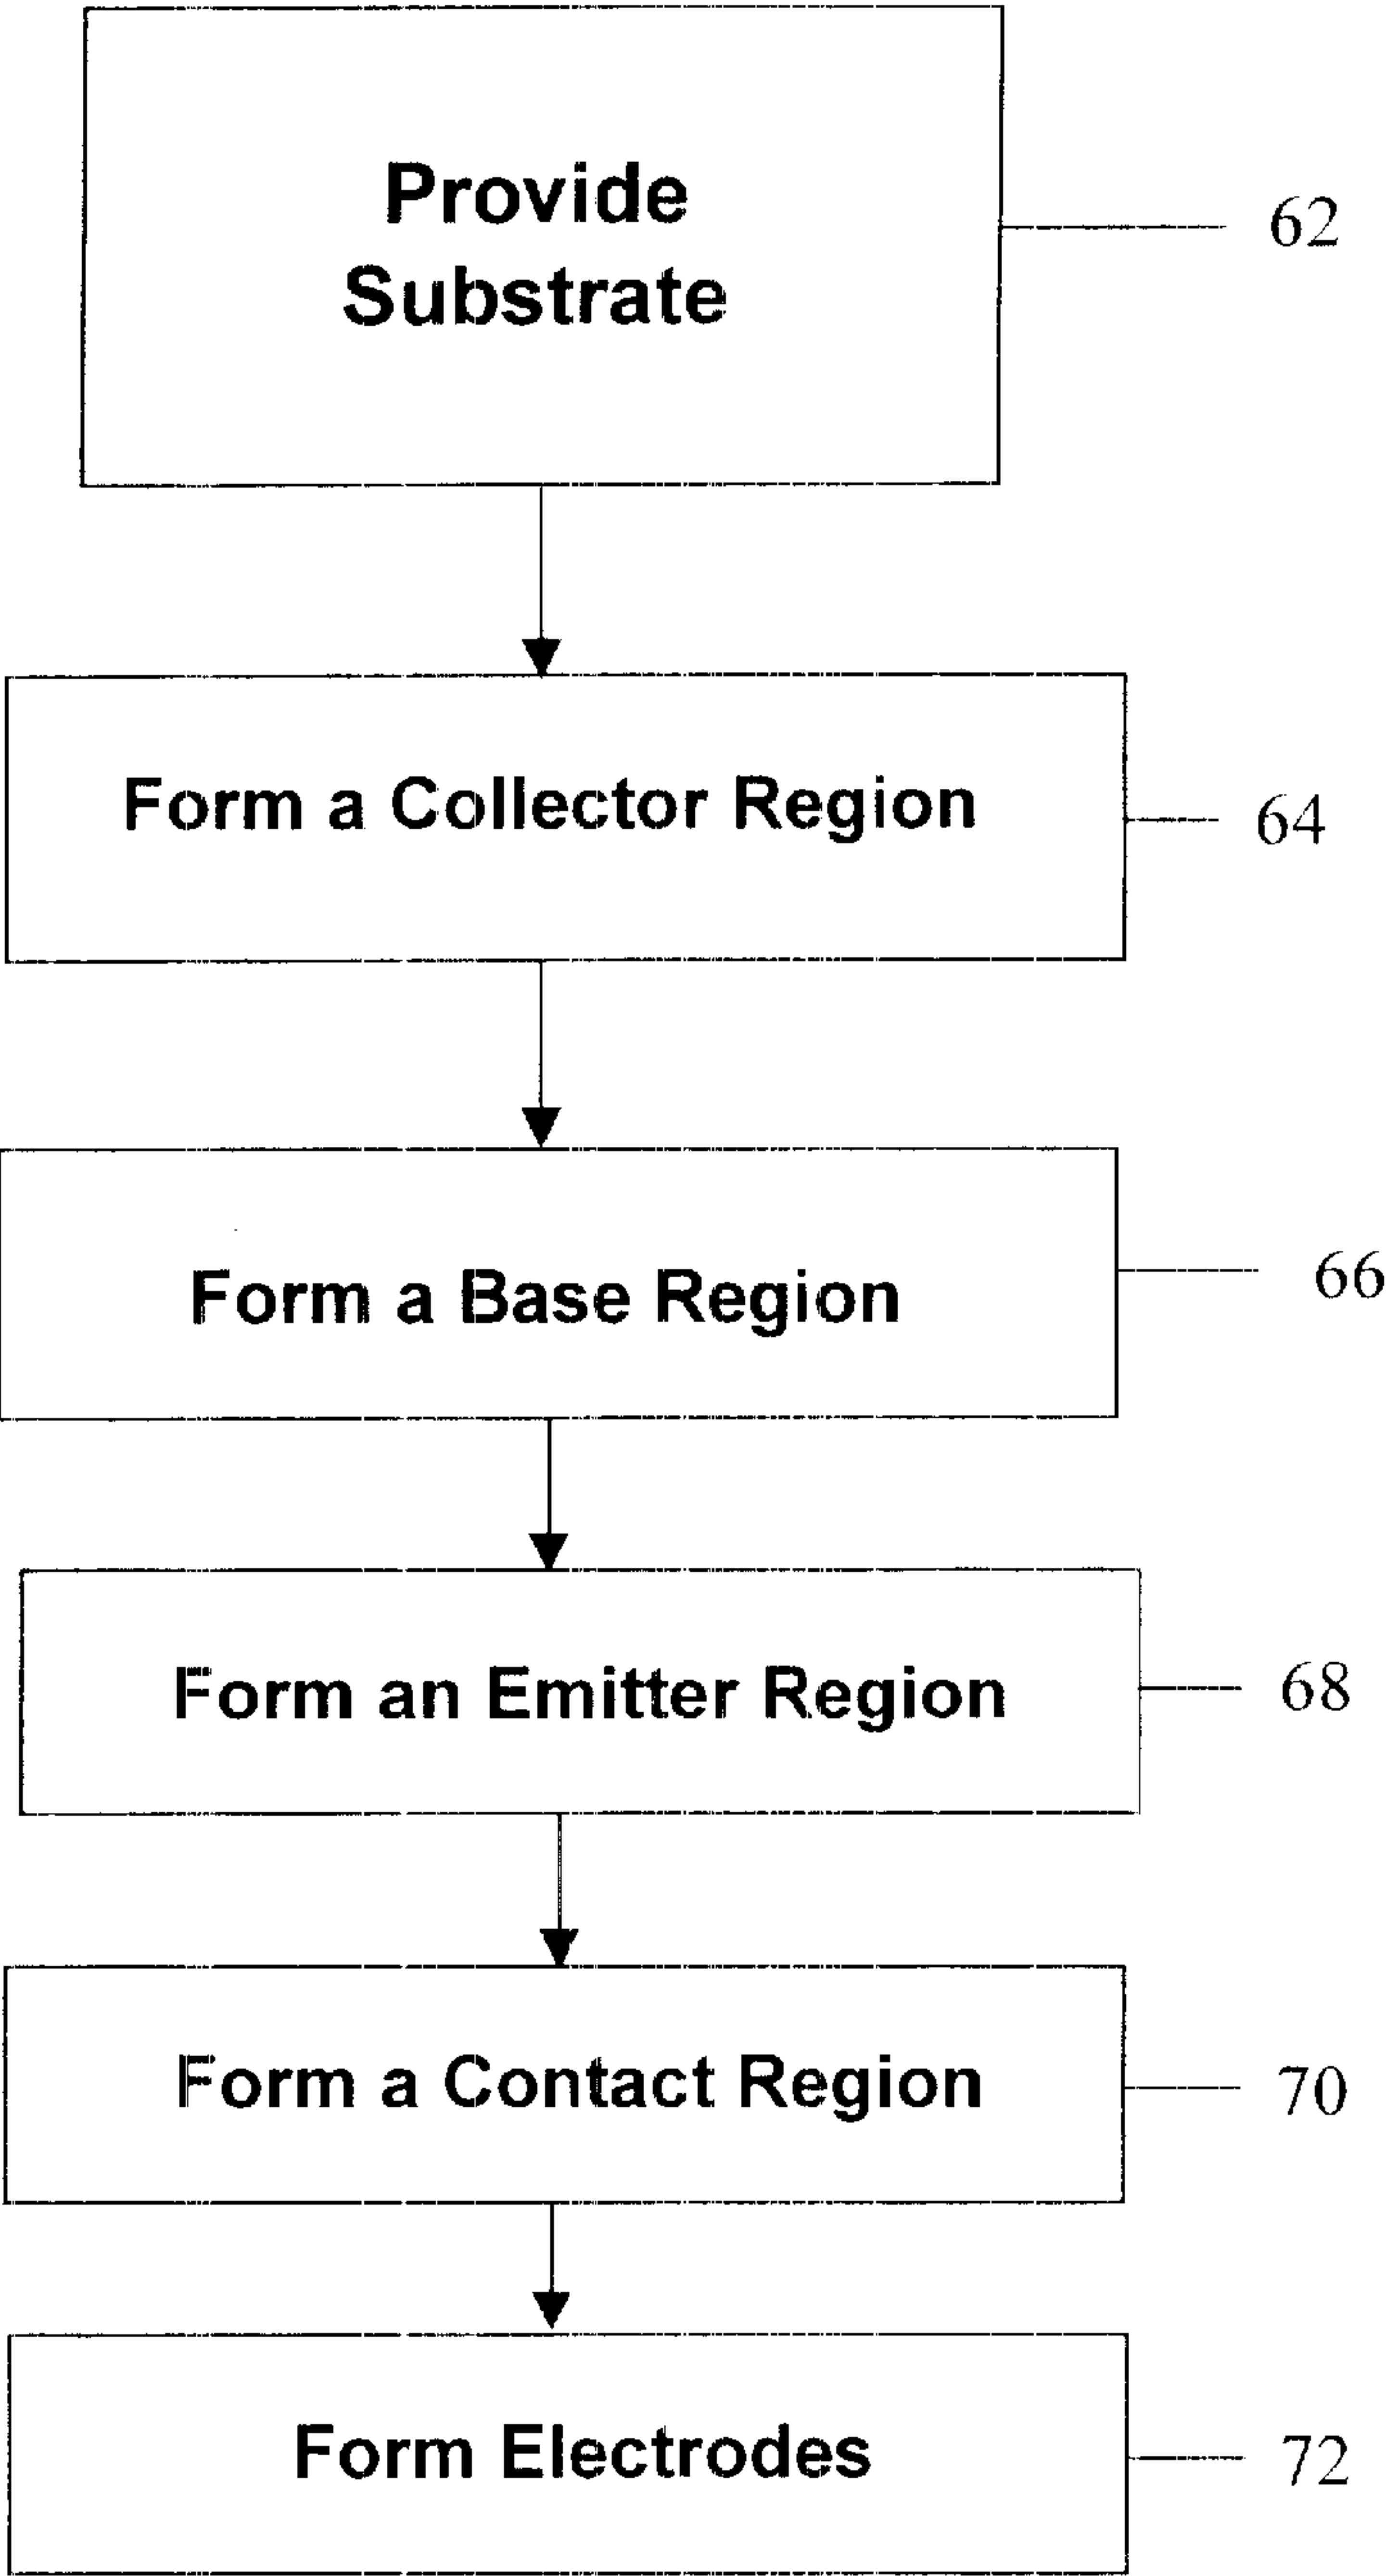 Provide
Substrate
62
Form a Collector Region
64
Form a Base Region
66
Form an Emitter Region
68
Form a Contact Region
70
Form Electrodes
72